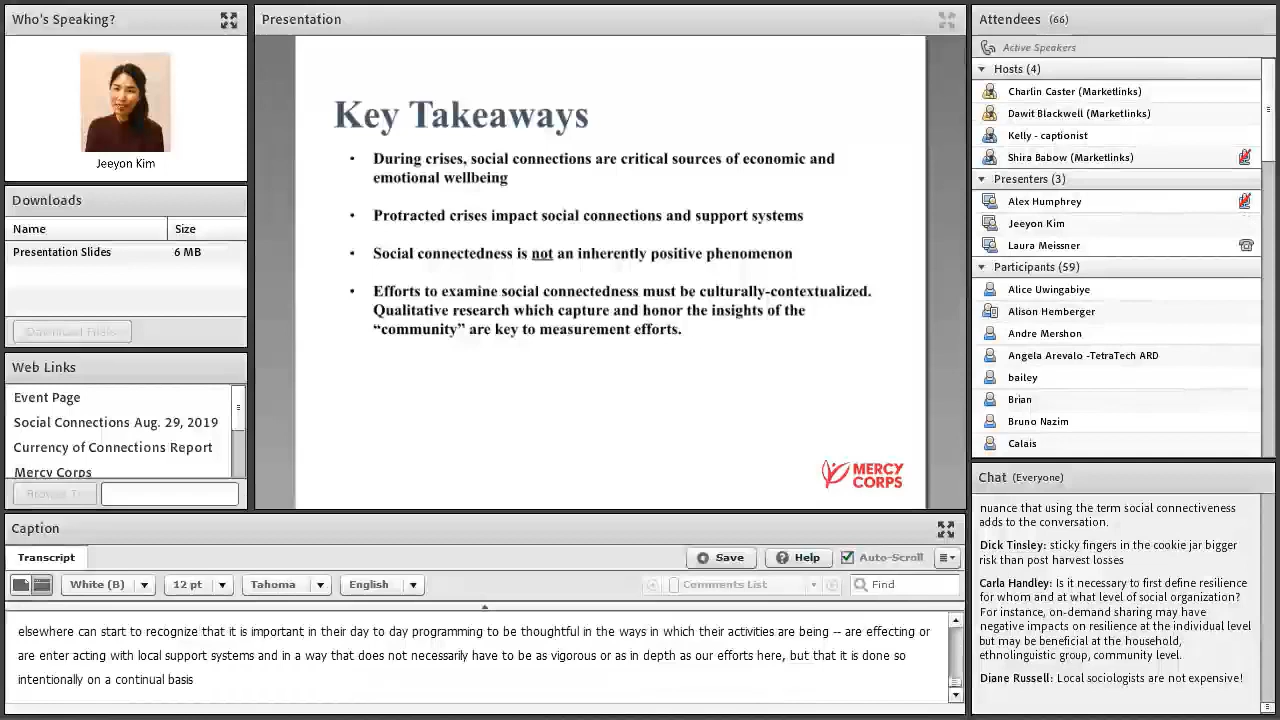 Who's Speaking?
Jeeyon Kim
Downloads
Name Size
Presentation Slides 6 MB
Download File(s)
Web Links
Event Page
Social Connections Aug. 29, 2019
Currency of Connections Report
Mercy Corps
Browse To
Presentation
Key Takeaways
• During crises, social connections are critical sources of economic and
emotional wellbeing
• Protracted crises impact social connections and support systems
• Social connectedness is not an inherently positive phenomenon
• Efforts to examine social connectedness must be culturally-contextualized.
Qualitative research which capture and honor the insights of the
“community” are key to measurement efforts.
MERCY
CORPS
Caption
Transcript
Save
Help
Auto-Scroll
White (B)
12 pt
Tahoma
English
Comments List
Find
elsewhere can start to recognize that it is important in their day to day programming to be thoughtful in the ways in which their activities are being -- are effecting or
are enter acting with local support systems and in a way that does not necessarily have to be as vigorous or as in depth as our efforts here, but that it is done so
intentionally on a continual basis
Attendees (66)
Active Speakers
Hosts (4)
Charlin Caster (Marketlinks)
Dawit Blackwell (Marketlinks)
Kelly - captionist
Shira Babow (Marketlinks)
Presenters (3)
Alex Humphrey
Jeeyon Kim
Laura Meissner
Participants (59)
Alice Uwingabiye
Alison Hemberger
Andre Mershon
Angela Arevalo -TetraTech ARD
bailey
Brian
Bruno Nazim
Calais
Chat (Everyone)
nuance that using the term social connectiveness
adds to the conversation.
Dick Tinsley: sticky fingers in the cookie jar bigger
risk than post harvest losses
Carla Handley: Is it necessary to first define resilience
for whom and at what level of social organization?
For instance, on-demand sharing may have
negative impacts on resilience at the individual level
but may be beneficial at the household,
ethnolinguistic group, community level.
Diane Russell: Local sociologists are not expensive!